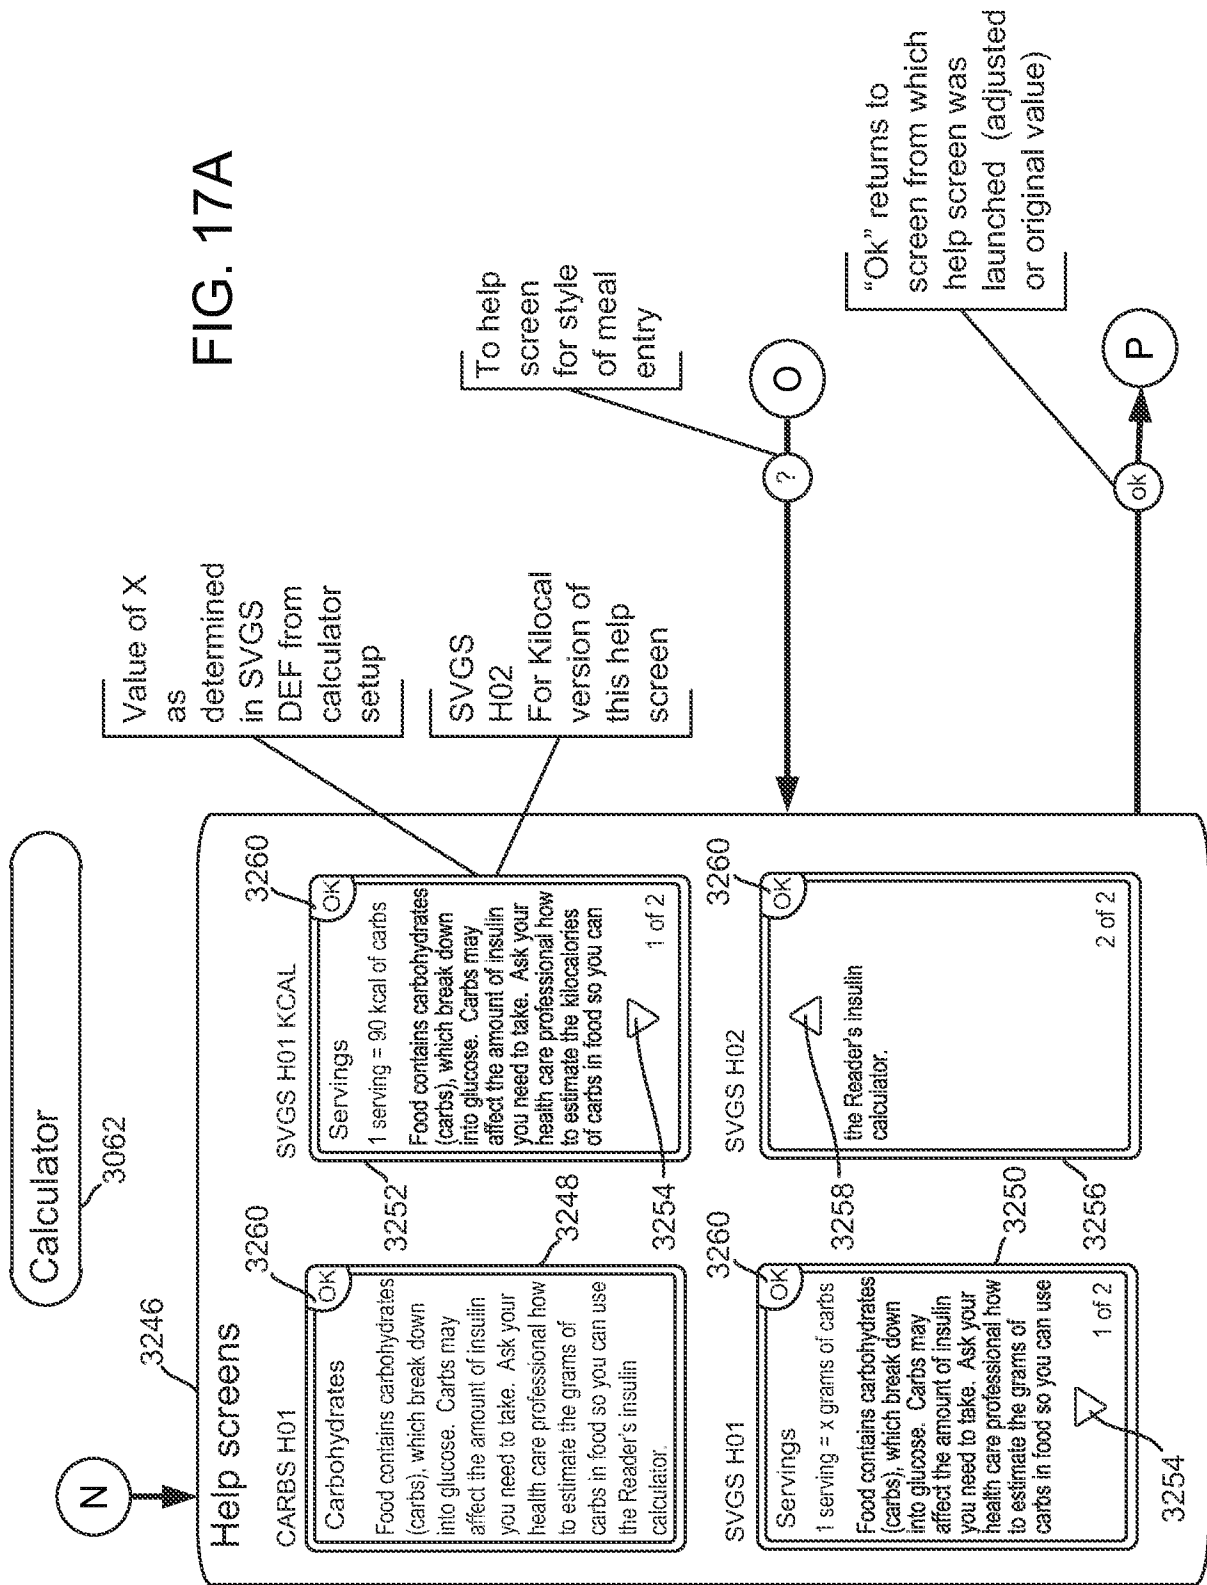 FIG. 17A
Calculator
3062
N
3246
Help screens
CARBS H01
3260
OK
Carbohydrates
Food contains carbohydrates
(carbs), which break down
into glucose. Carbs may
affect the amount of insulin
you need to take. Ask your
health care professional how
to estimate the grams of
carbs in food so you can use
the Reader's insulin
calculator.
3248
SVGS H01 KCAL
3260
OK
3252
Servings
1 serving = 90 kcal of carbs
Food contains carbohydrates
(carbs), which break down
into glucose. Carbs may
affect the amount of insulin
you need to take. Ask your
health care professional how
to estimate the kilocalories
of carbs in food so you can
1 of 2
3254
Value of X
as
determined
in SVGS
DEF from
calculator
setup
SVGS
H02
For Kilocal
version of
this help
screen
SVGS H01
3260
OK
Servings
1 serving = x grams of carbs
Food contains carbohydrates
(carbs), which break down
into glucose. Carbs may
affect the amount of insulin
you need to take. Ask your
health care professional how
to estimate the grams of
carbs in food so you can use
1 of 2
3250
3254
SVGS H02
3260
OK
3258
the Reader's insulin
calculator.
2 of 2
3256
To help
screen
for style
of meal
entry
?
O
"Ok" returns to
screen from which
help screen was
launched (adjusted
or original value)
ok
P